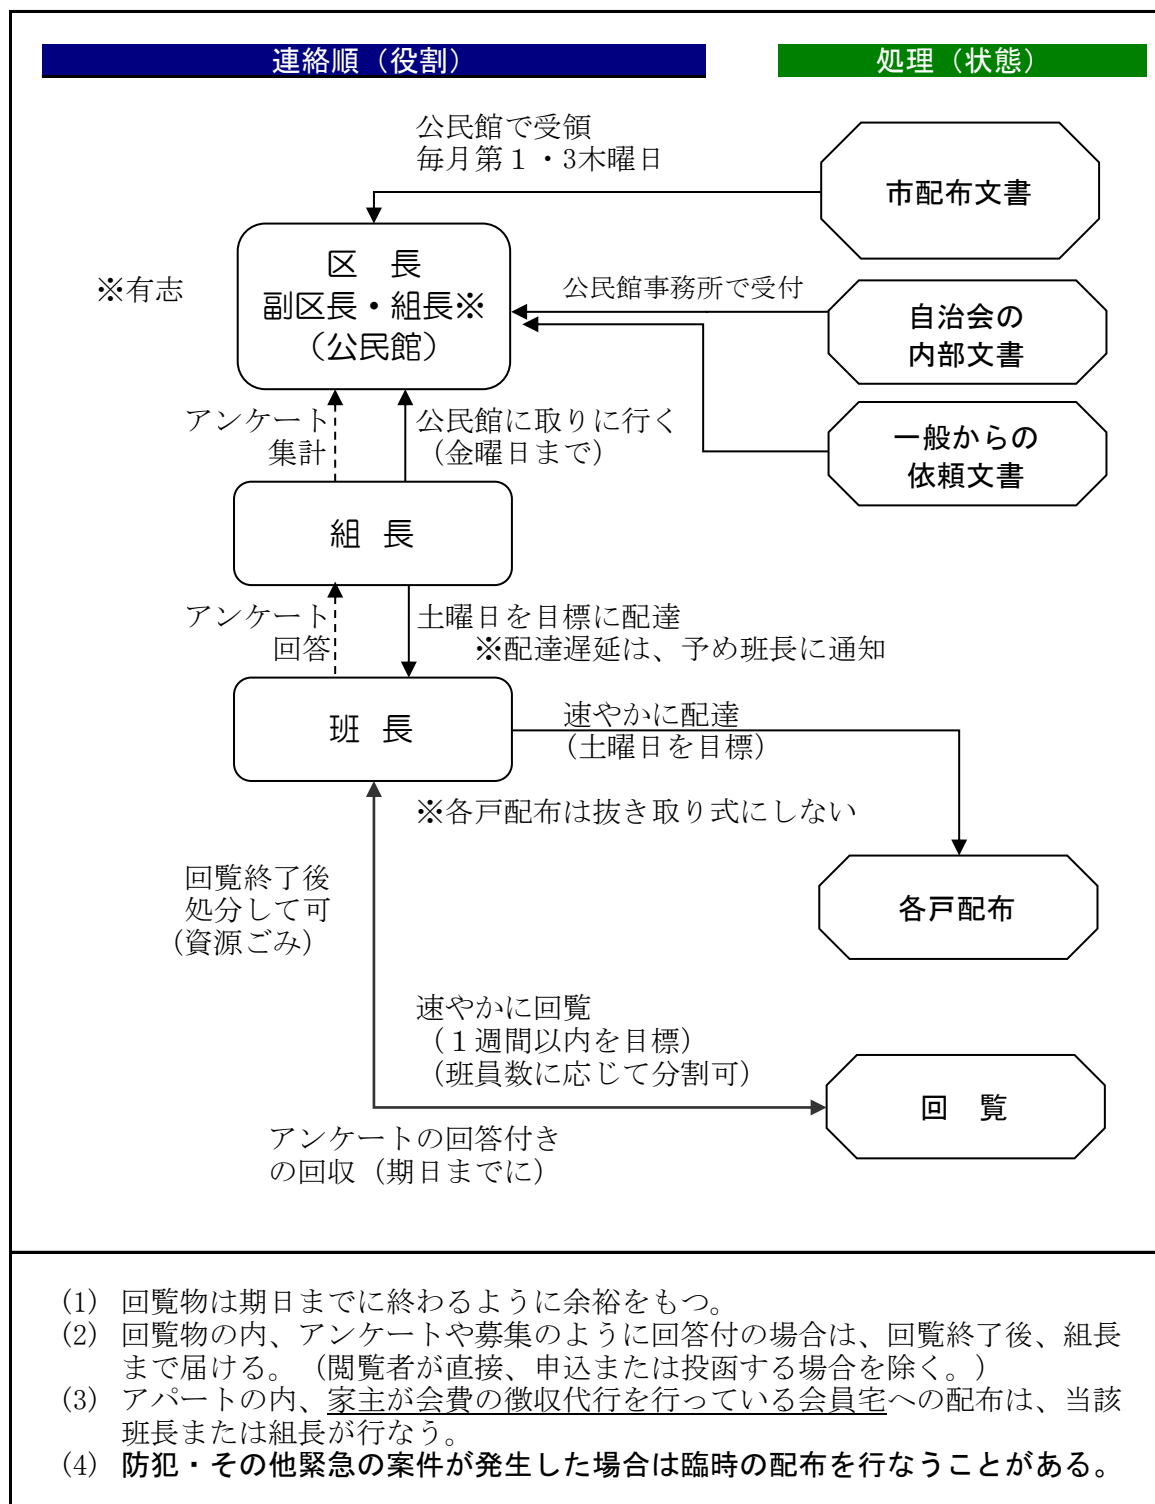 連絡順（役割）
処理（状態）
公民館で受領
毎月第１・3木曜日
市配布文書
区　長
副区長・組長※
（公民館）
※有志
公民館事務所で受付
自治会の
内部文書
一般からの
依頼文書
アンケート
集計
公民館に取りに行く
（金曜日まで）
組 長
アンケート
回答
土曜日を目標に配達
※配達遅延は、予め班長に通知
班 長
速やかに配達
（土曜日を目標）
※各戸配布は抜き取り式にしない
各戸配布
回覧終了後
処分して可
（資源ごみ）
速やかに回覧
（１週間以内を目標）
（班員数に応じて分割可）
回　覧
アンケートの回答付き
の回収（期日までに）
(1) 回覧物は期日までに終わるように余裕をもつ。
(2) 回覧物の内、アンケートや募集のように回答付の場合は、回覧終了後、組長
まで届ける。（閲覧者が直接、申込または投函する場合を除く。）
(3) アパートの内、家主が会費の徴収代行を行っている会員宅への配布は、当該
班長または組長が行なう。
(4) 防犯・その他緊急の案件が発生した場合は臨時の配布を行なうことがある。